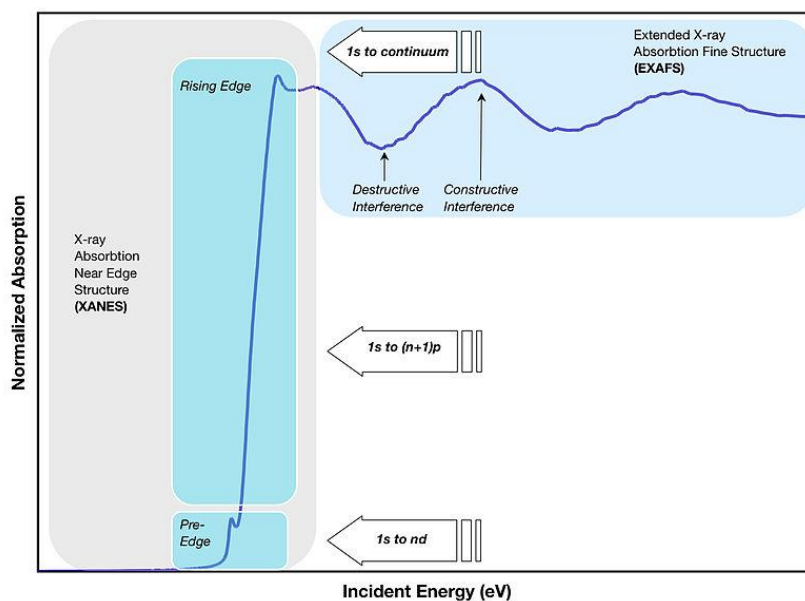 1s to continuum
Extended X-ray
Absorbtion Fine Structure
(EXAFS)
Rising Edge
Destructive
Interference
Constructive
Interference
X-ray
Absorbtion
Near Edge
Structure
(XANES)
Normalized Absorption
1s to (n+1)p
Pre-
Edge
1s to nd
Incident Energy (eV)